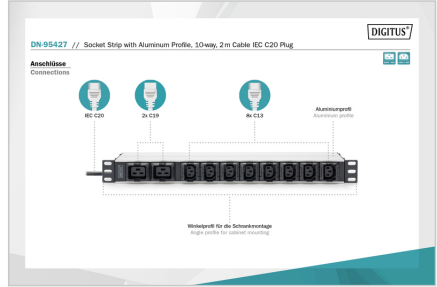 DIGITUS®
DN-95427 // Socket Strip with Aluminum Profile, 10-way, 2 m Cable IEC C20 Plug
Anschlüsse
Connections
IEC C20
2x C19
8x C13
Aluminiumprofil
Aluminium profile
Winkelprofil für die Schrankmontage
Angle profile for cabinet mounting